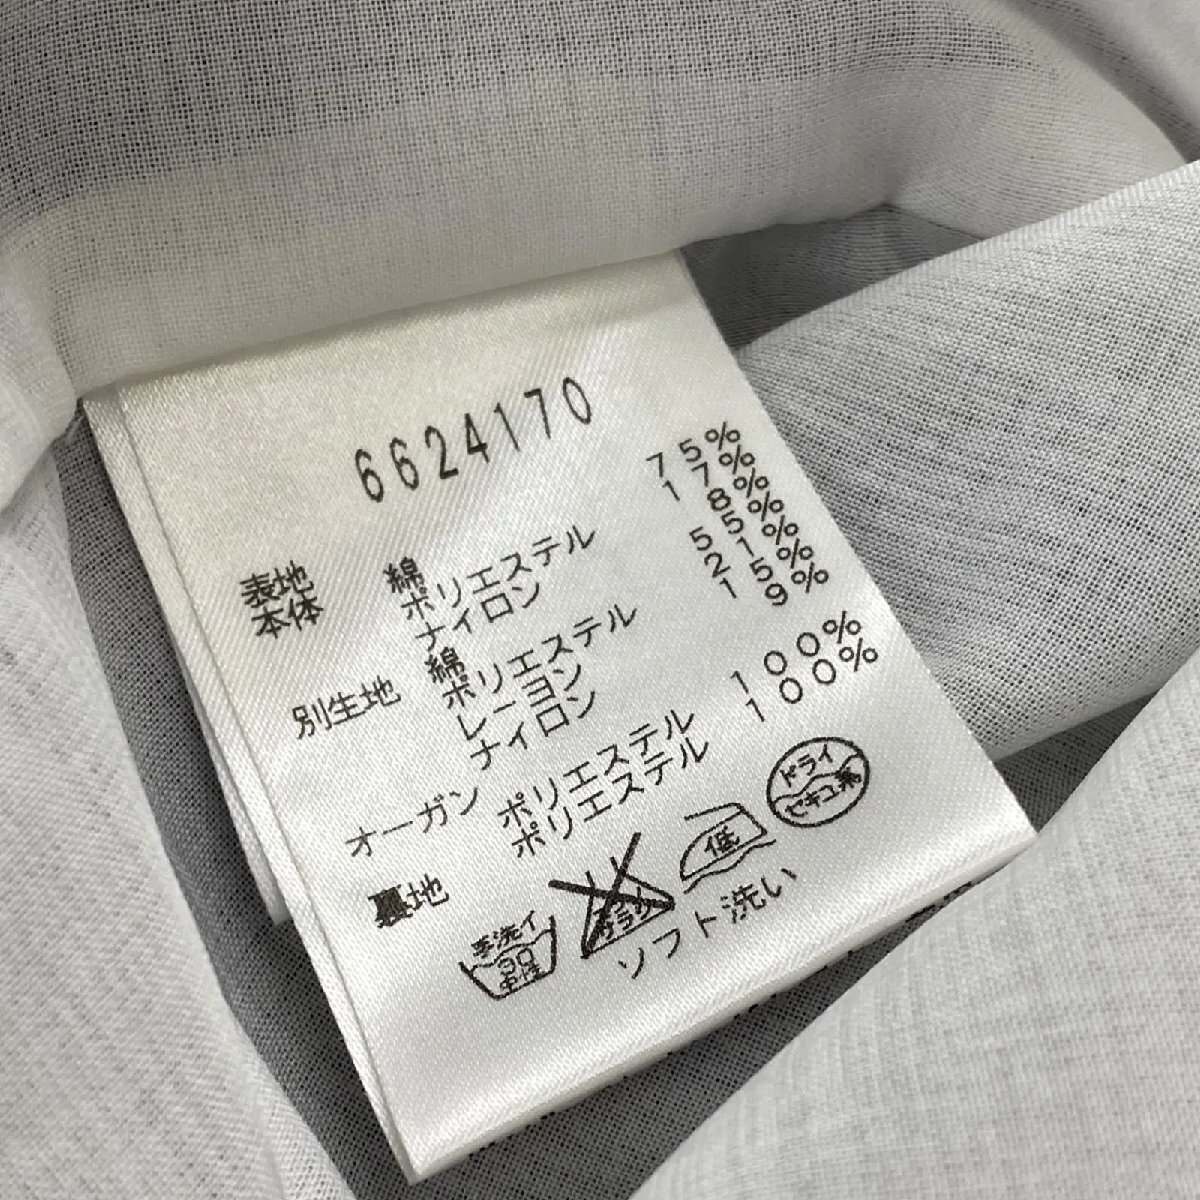 6624170
表地 綿 75%
本体 ポリエステル 17%
ナイロン 8%
別生地 綿 55%
ポリエステル 21%
レーヨン 15%
ナイロン 9%
オーガン ポリエステル 100%
裏地 ポリエステル 100%
手洗イ
30
中性
低
ドライ
セキユ系
ソフト洗い